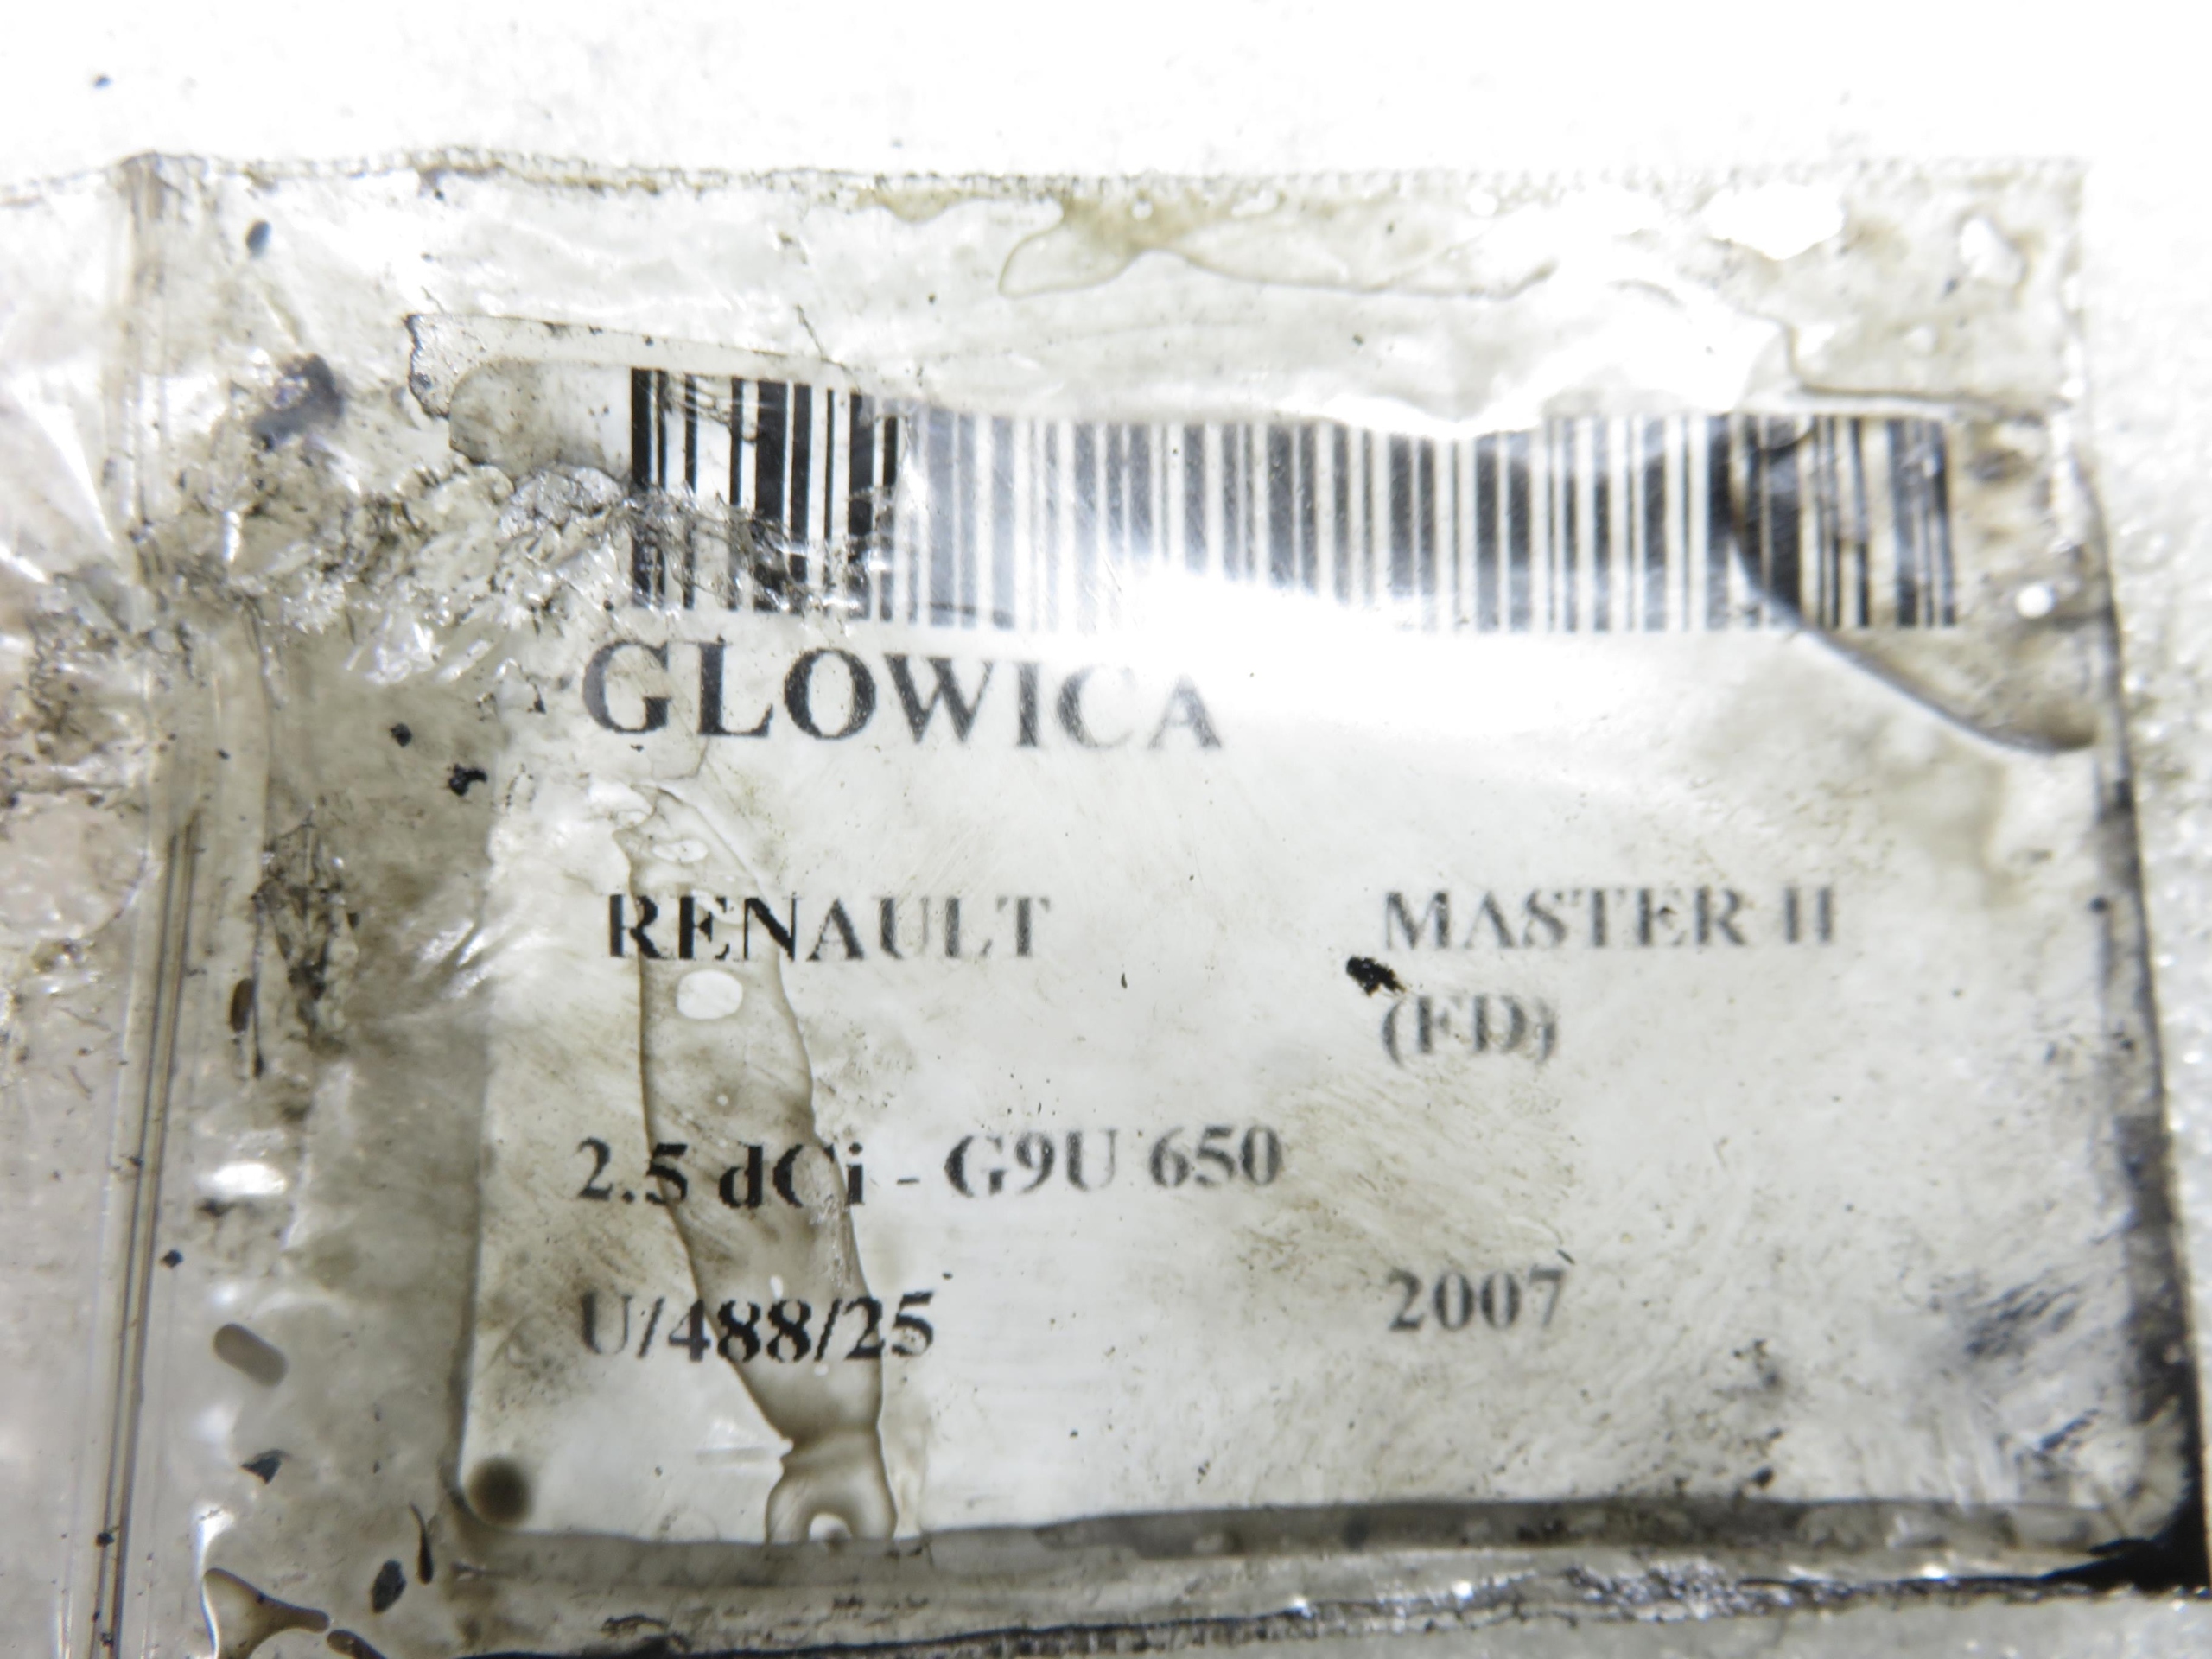 GLOWICA
RENAULT MASTER II
(FD)
2.5 dCi - G9U 650
U/488/25 2007